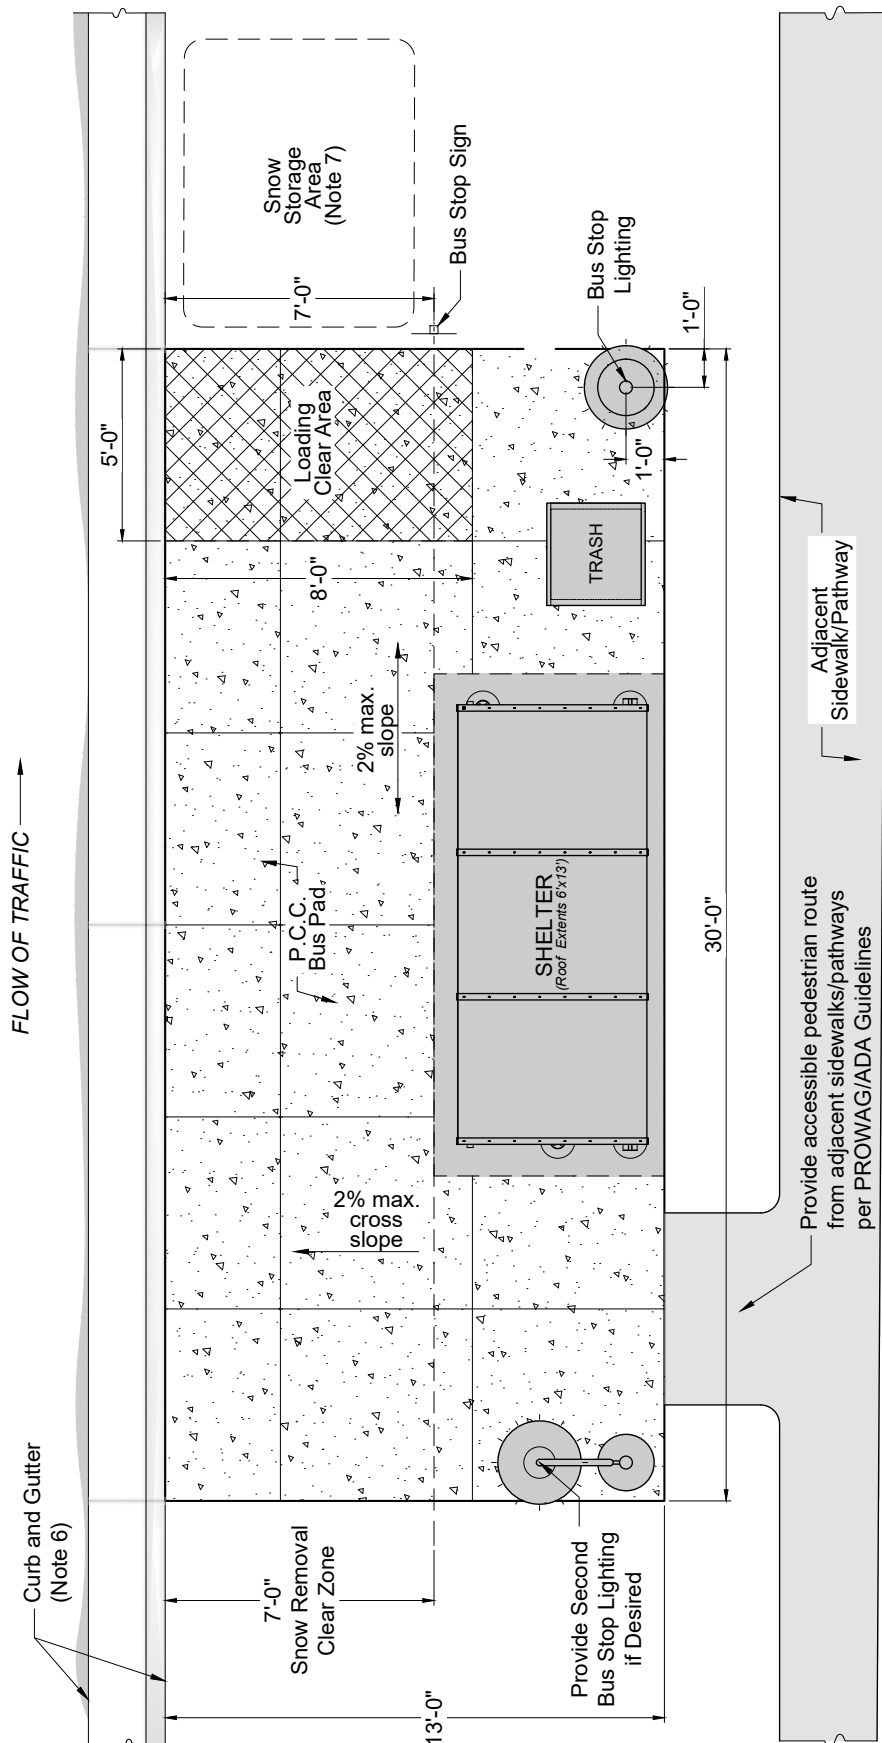 FLOW OF TRAFFIC
Curb and Gutter
(Note 6)
Snow
Storage
Area
(Note 7)
7'-0"
Bus Stop Sign
5'-0"
Loading
Clear Area
8'-0"
Bus Stop
Lighting
1'-0"
1'-0"
TRASH
2% max.
slope
P.C.C.
Bus Pad
SHELTER
(Roof Extents 6'x13')
2% max.
cross
slope
7'-0"
Snow Removal
Clear Zone
13'-0"
30'-0"
Provide Second
Bus Stop Lighting
if Desired
Adjacent
Sidewalk/Pathway
Provide accessible pedestrian route
from adjacent sidewalks/pathways
per PROWAG/ADA Guidelines